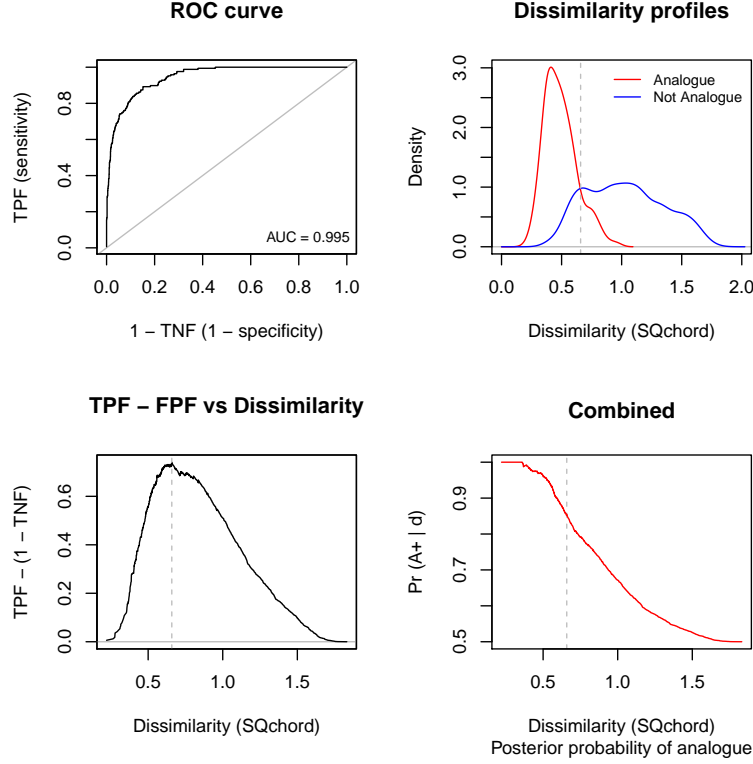 ROC curve
TPF (sensitivity)
0.0 0.4 0.8
AUC = 0.995
0.0 0.2 0.4 0.6 0.8 1.0
1 − TNF (1 − specificity)
Dissimilarity profiles
Density
0.0 1.0 2.0 3.0
Analogue
Not Analogue
0.0 0.5 1.0 1.5 2.0
Dissimilarity (SQchord)
TPF − FPF vs Dissimilarity
TPF − (1 − TNF)
0.0 0.2 0.4 0.6
0.5 1.0 1.5
Dissimilarity (SQchord)
Combined
Pr (A+ | d)
0.5 0.7 0.9
0.5 1.0 1.5
Dissimilarity (SQchord)
Posterior probability of analogue